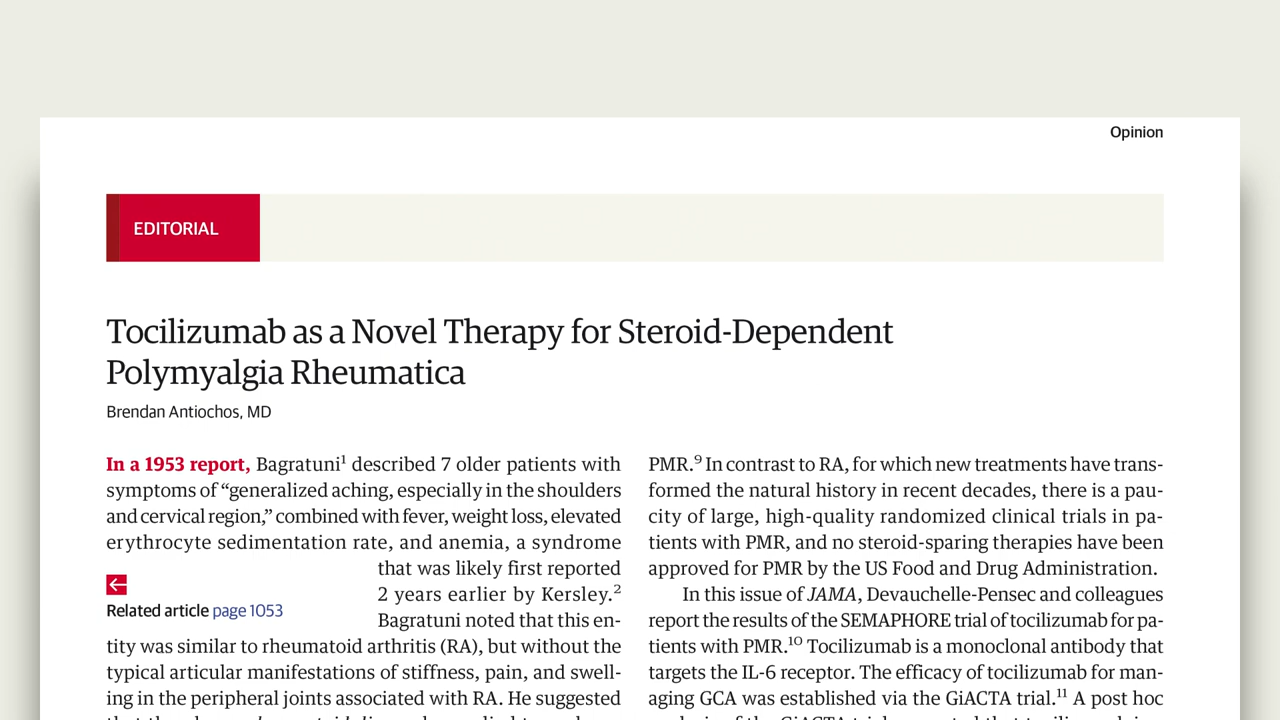 Opinion
EDITORIAL
Tocilizumab as a Novel Therapy for Steroid-Dependent
Polymyalgia Rheumatica
Brendan Antiochos, MD
In a 1953 report, Bagratuni¹ described 7 older patients with
symptoms of “generalized aching, especially in the shoulders
and cervical region,” combined with fever, weight loss, elevated
erythrocyte sedimentation rate, and anemia, a syndrome
that was likely first reported
2 years earlier by Kersley.²
Bagratuni noted that this en-
Related article page 1053
tity was similar to rheumatoid arthritis (RA), but without the
typical articular manifestations of stiffness, pain, and swell-
ing in the peripheral joints associated with RA. He suggested
PMR.⁹ In contrast to RA, for which new treatments have trans-
formed the natural history in recent decades, there is a pau-
city of large, high-quality randomized clinical trials in pa-
tients with PMR, and no steroid-sparing therapies have been
approved for PMR by the US Food and Drug Administration.
In this issue of JAMA, Devauchelle-Pensec and colleagues
report the results of the SEMAPHORE trial of tocilizumab for pa-
tients with PMR.¹⁰ Tocilizumab is a monoclonal antibody that
targets the IL-6 receptor. The efficacy of tocilizumab for man-
aging GCA was established via the GiACTA trial.¹¹ A post hoc